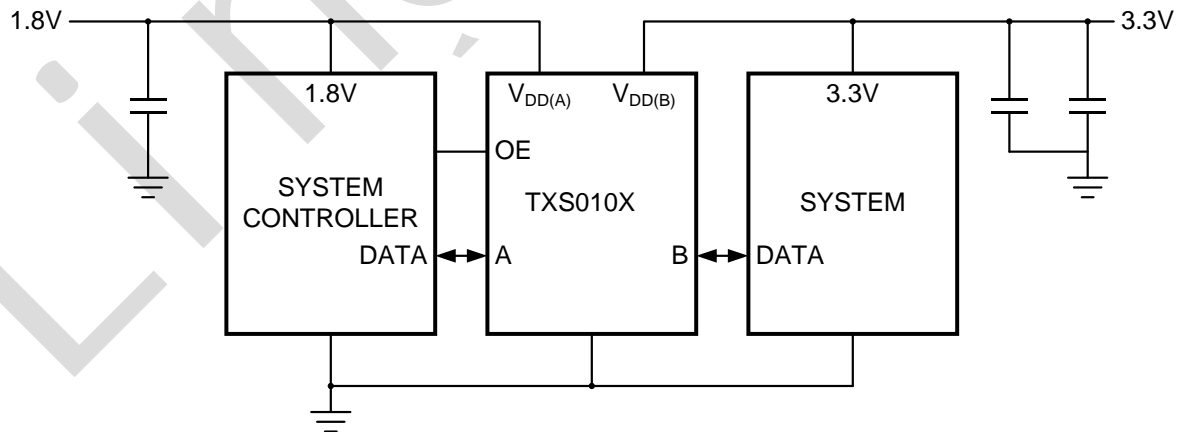 1.8V
3.3V
1.8V
V_DD(A) V_DD(B)
3.3V
OE
SYSTEM
CONTROLLER
TXS010X
SYSTEM
DATA
A
B
DATA